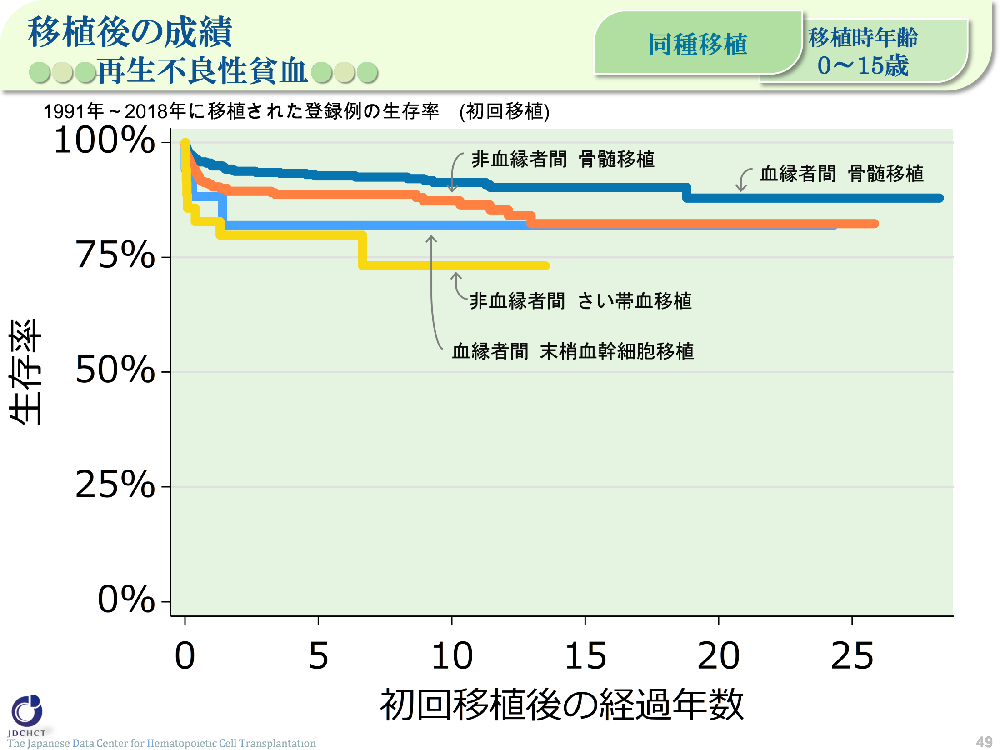 移植後の成績
再生不良性貧血
同種移植
移植時年齢
0〜15歳
1991年~2018年に移植された登録例の生存率　(初回移植)
100%
75%
50%
25%
0%
生存率
非血縁者間 骨髄移植
血縁者間 骨髄移植
非血縁者間 さい帯血移植
血縁者間 末梢血幹細胞移植
0 5 10 15 20 25
初回移植後の経過年数
JDCHCT
The Japanese Data Center for Hematopoietic Cell Transplantation
49